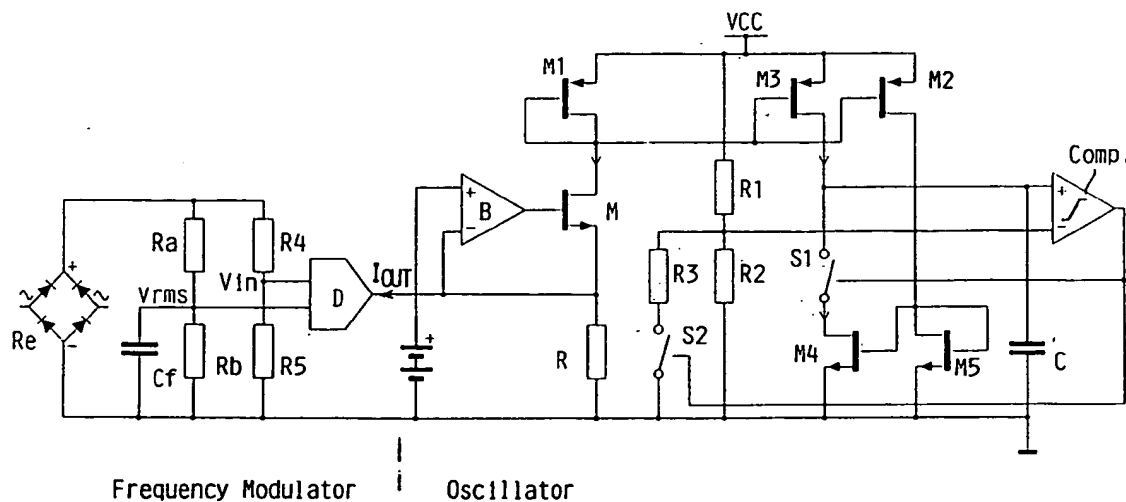 VCC
M1
M3
M2
Comp.
+
B
-
M
R1
+
-
Ra
R4
R3
R2
S1
Vin
D
IOUT
Vrms
+
~
~
Re
-
Cf
Rb
R5
+
R
S2
M4
M5
C
Frequency Modulator
Oscillator